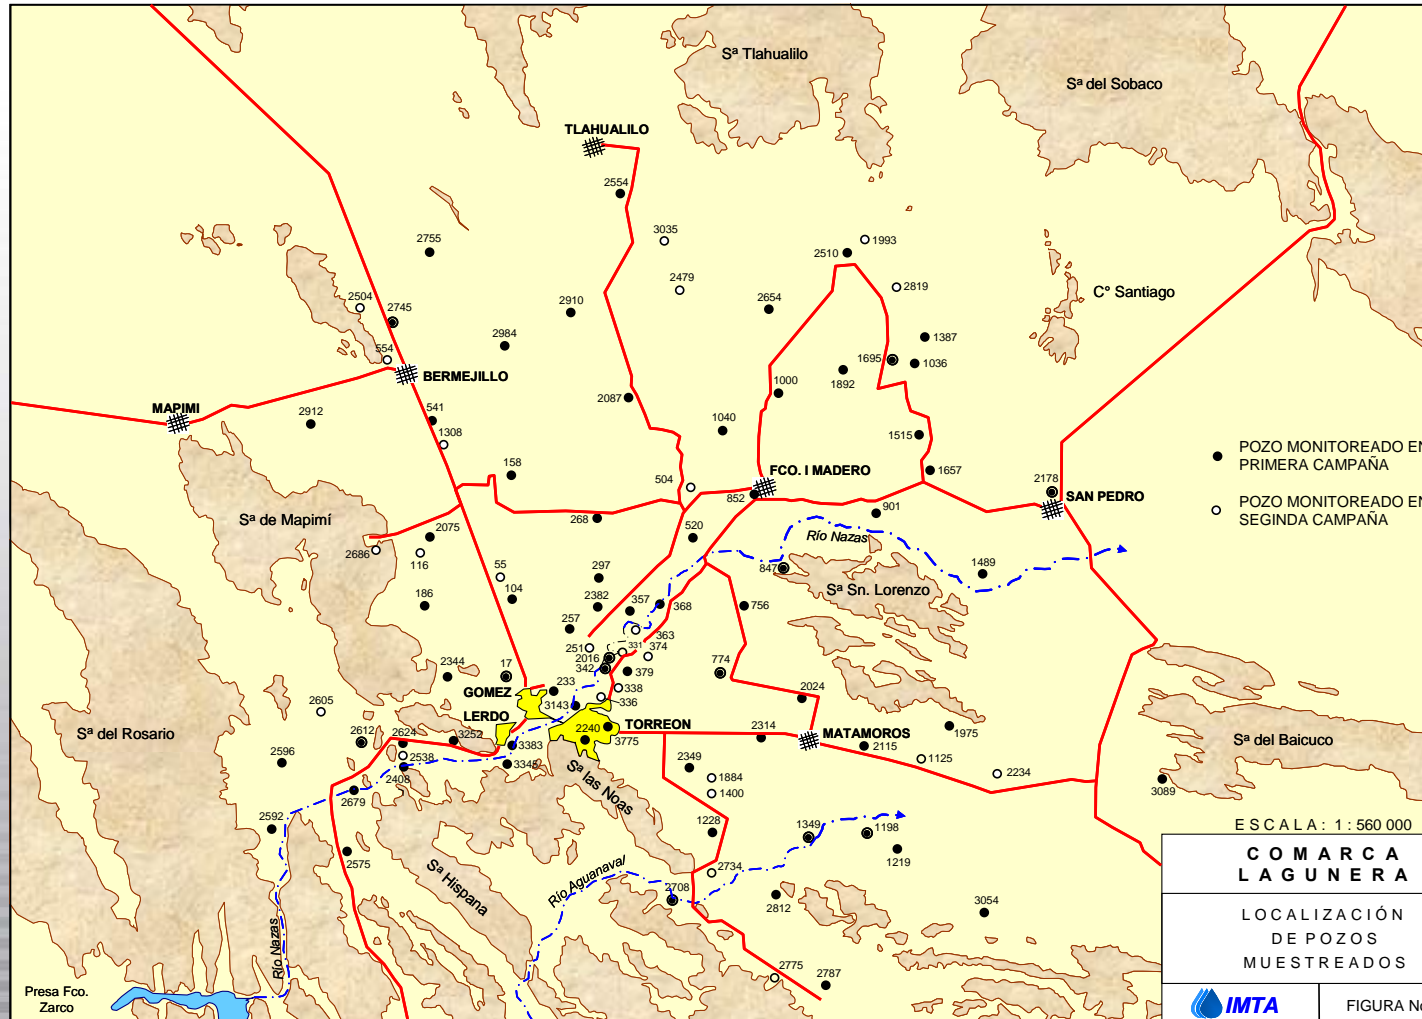 Sª Tlahualilo
Sª del Sobaco
TLAHUALILO
2554
3035
1993
2755
2510
2479
2819
C° Santiago
2504
2745
2910
2654
2984
1387
554
1695
1036
BERMEJILLO
1892
MAPIMI
2087
1000
2912
541
1040
1308
1515
POZO MONITOREADO EN
PRIMERA CAMPAÑA
158
504
FCO. I MADERO
1657
852
2178
SAN PEDRO
POZO MONITOREADO EN
SEGINDA CAMPAÑA
Sª de Mapimí
268
901
2075
520
Río Nazas
2686
116
55
297
847
1489
186
104
2382
357
368
756
Sª Sn. Lorenzo
257
363
251
331
374
2016
342
2344
17
379
774
233
338
GOMEZ
336
2024
3143
2605
LERDO
TORREON
1975
Sª del Rosario
2612
2624
3252
2240
3775
2314
MATAMOROS
2115
Sª del Baicuco
2596
2538
3383
3345
1125
2408
Sª las Noas
2349
1884
2234
3089
2679
1400
2592
1228
1349
1198
ESCALA: 1 : 560 000
2575
1219
COMARCA
LAGUNERA
Sª Hispana
Río Aguanaval
2734
2708
2812
3054
LOCALIZACIÓN
DE POZOS
MUESTREADOS
Río Nazas
2775
2787
Presa Fco.
Zarco
IMTA
FIGURA No